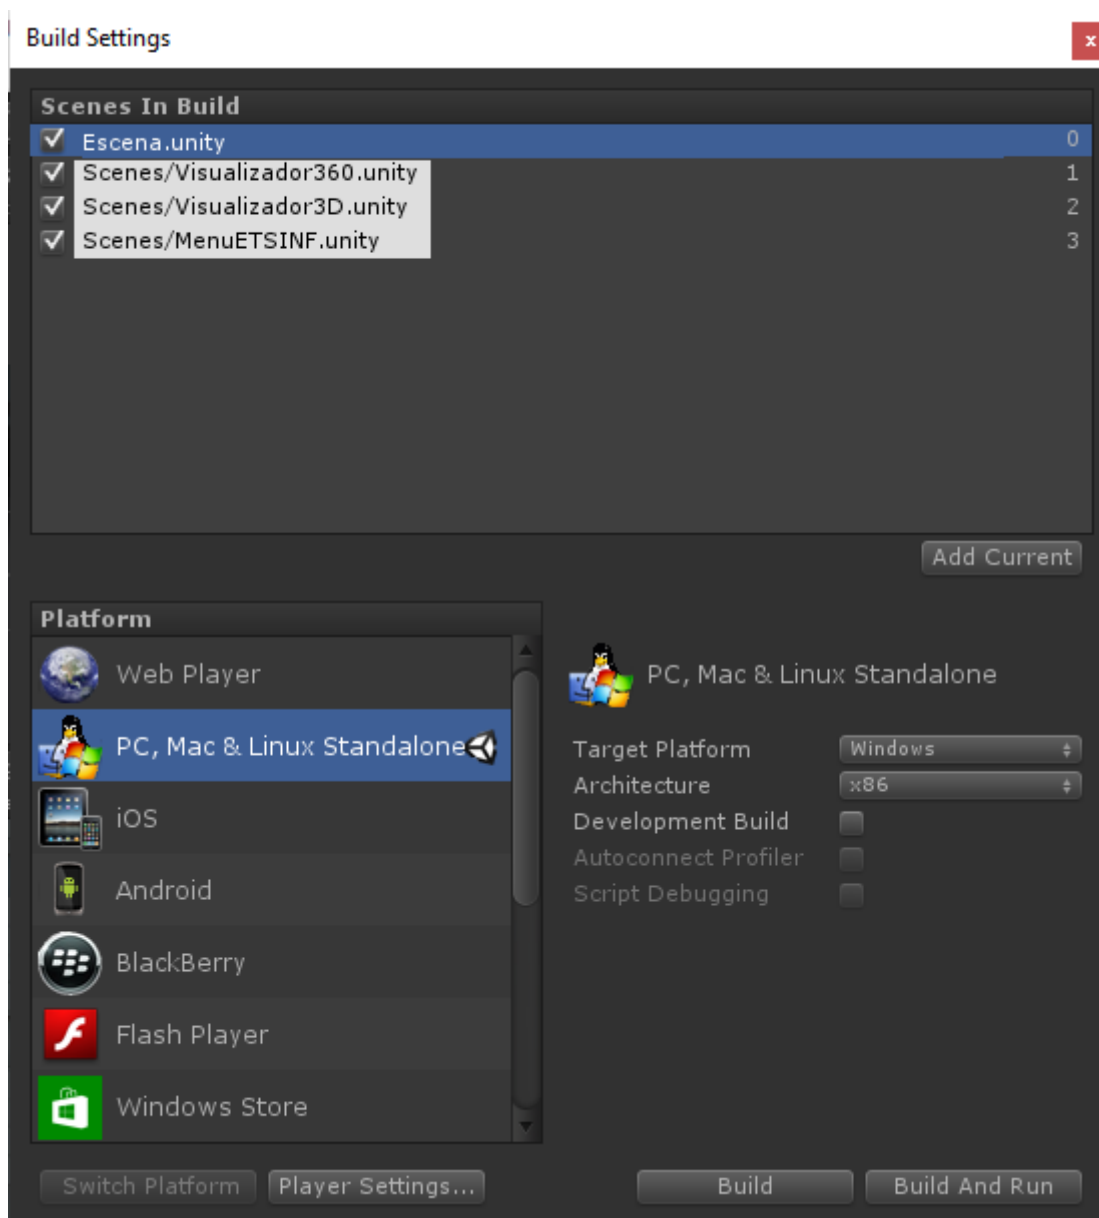 Build Settings
x
Scenes In Build
Escena.unity 0
Scenes/Visualizador360.unity 1
Scenes/Visualizador3D.unity 2
Scenes/MenuETSINF.unity 3
Add Current
Platform
Web Player
PC, Mac & Linux Standalone
iOS
Android
BlackBerry
Flash Player
Windows Store
PC, Mac & Linux Standalone
Target Platform Windows
Architecture x86
Development Build
Autoconnect Profiler
Script Debugging
Switch Platform Player Settings... Build Build And Run